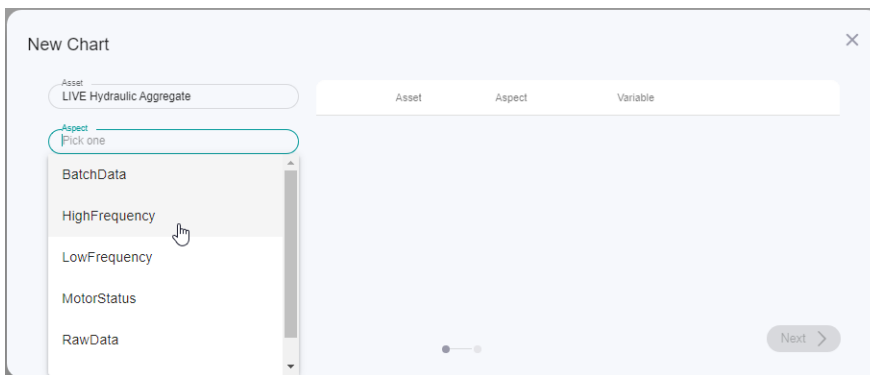 New Chart
Asset
LIVE Hydraulic Aggregate
Aspect
Pick one
BatchData
HighFrequency
LowFrequency
MotorStatus
RawData
Asset Aspect Variable
Next